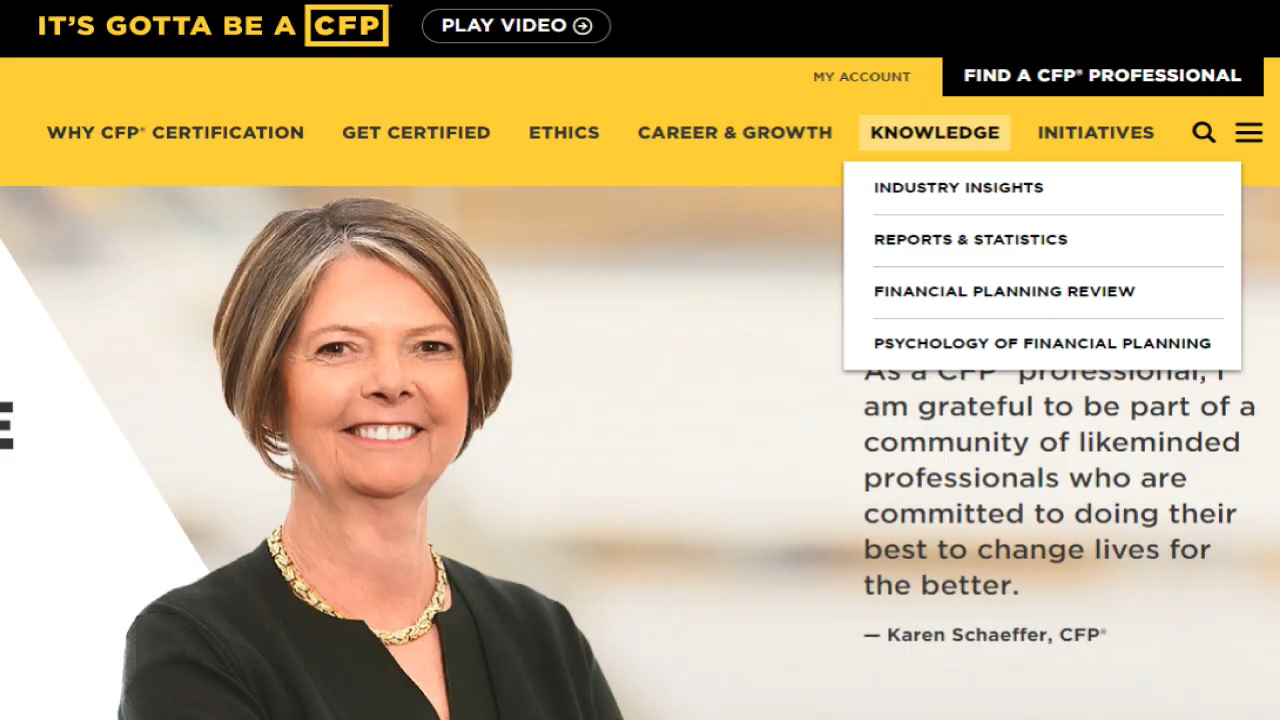 IT'S GOTTA BE A CFP
PLAY VIDEO
MY ACCOUNT
FIND A CFP® PROFESSIONAL
WHY CFP® CERTIFICATION
GET CERTIFIED
ETHICS
CAREER & GROWTH
KNOWLEDGE
INITIATIVES
INDUSTRY INSIGHTS
REPORTS & STATISTICS
FINANCIAL PLANNING REVIEW
PSYCHOLOGY OF FINANCIAL PLANNING
E
As a CFP® professional, I
am grateful to be part of a
community of likeminded
professionals who are
committed to doing their
best to change lives for
the better.
— Karen Schaeffer, CFP®